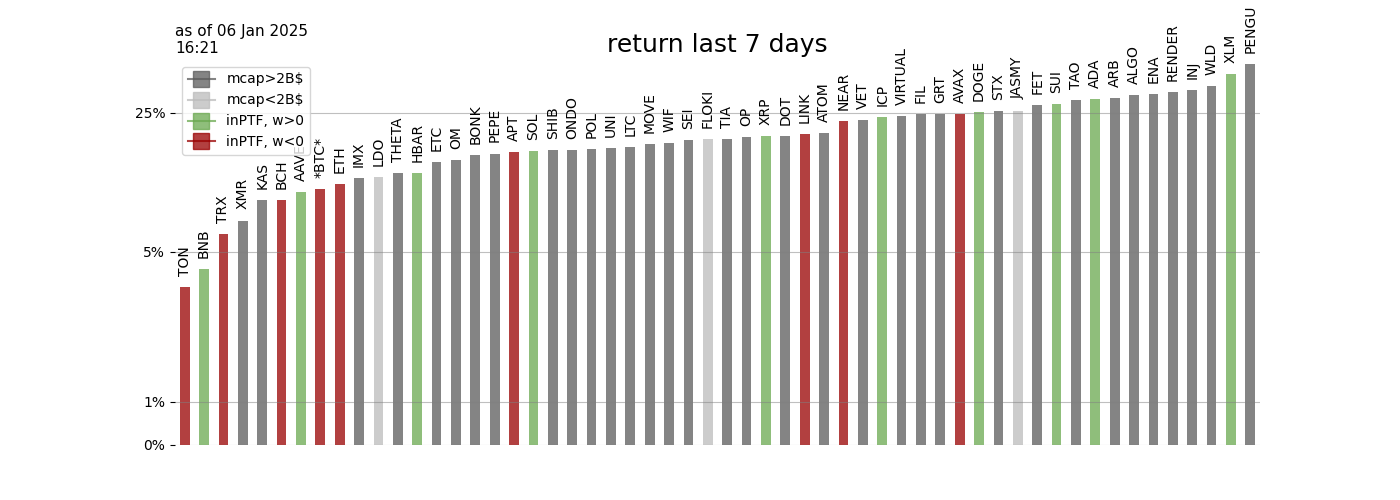 as of 06 Jan 2025
16:21
return last 7 days
mcap>2B$
mcap<2B$
inPTF, w>0
inPTF, w<0
25%
5%
1%
0%
TON
BNB
TRX
XMR
KAS
BCH
AAVE
*BTC*
ETH
IMX
LDO
THETA
HBAR
ETC
OM
BONK
PEPE
APT
SOL
SHIB
ONDO
POL
UNI
LTC
MOVE
WIF
SEI
FLOKI
TIA
OP
XRP
DOT
LINK
ATOM
NEAR
VET
ICP
VIRTUAL
FIL
GRT
AVAX
DOGE
STX
JASMY
FET
SUI
TAO
ADA
ARB
ALGO
ENA
RENDER
INJ
WLD
XLM
PENGU